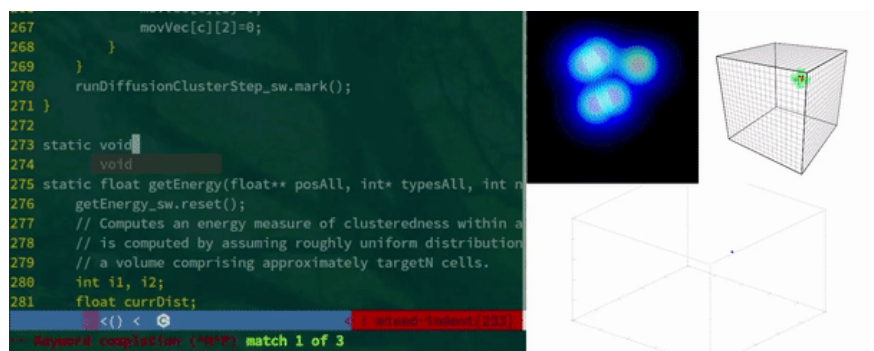 267 movVec[c][2]=0;
268 }
269 }
270 runDiffusionClusterStep_sw.mark();
271 }
272
273 static void
274 void
275 static float getEnergy(float** posAll, int* typesAll, int n
276 getEnergy_sw.reset();
277 // Computes an energy measure of clusteredness within a
278 // is computed by assuming roughly uniform distribution
279 // a volume comprising approximately targetN cells.
280 int i1, i2;
281 float currDist;
<() <
mixed-indent[233]
-- Keyword completion (^N^P) match 1 of 3